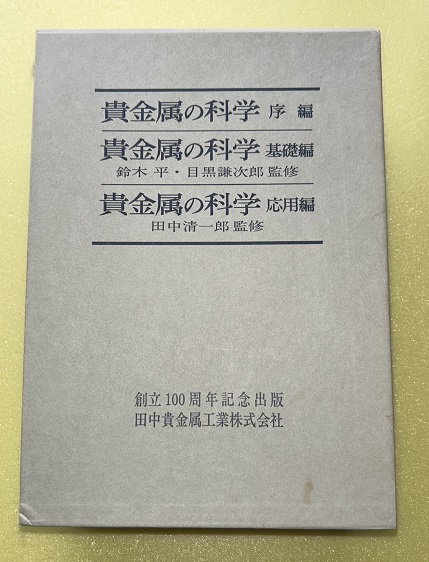 貴金属の科学 序編
貴金属の科学 基礎編
鈴木 平・目黒謙次郎 監修
貴金属の科学 応用編
田中清一郎 監修
創立100周年記念出版
田中貴金属工業株式会社